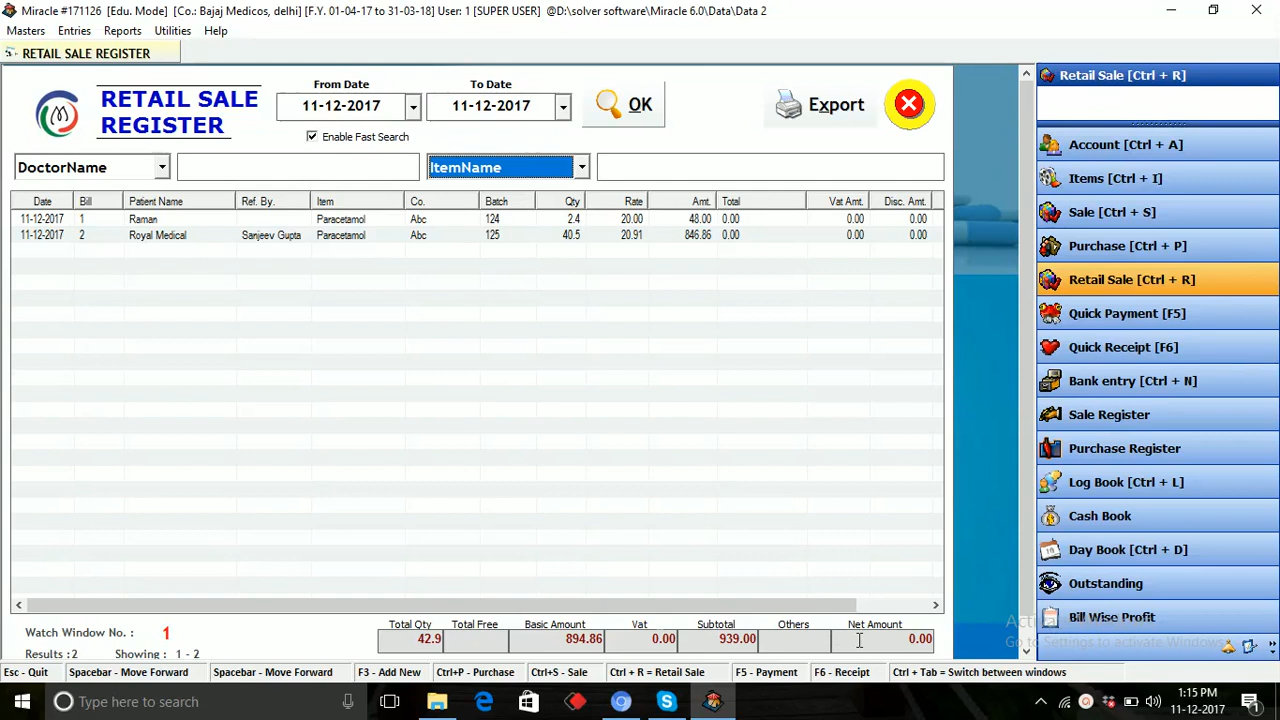 Miracle #171126 [Edu. Mode] [Co.: Bajaj Medicos, delhi] [F.Y. 01-04-17 to 31-03-18] User: 1 [SUPER USER] @D:\solver software\Miracle 6.0\Data\Data 2
Masters Entries Reports Utilities Help
RETAIL SALE REGISTER
RETAIL SALE
REGISTER
From Date To Date
11-12-2017 11-12-2017 OK Export
Enable Fast Search
DoctorName ItemName
Date Bill Patient Name Ref. By. Item Co. Batch Qty Rate Amt. Total Vat Amt. Disc. Amt.
11-12-2017 1 Raman Paracetamol Abc 124 2.4 20.00 48.00 0.00 0.00 0.00
11-12-2017 2 Royal Medical Sanjeev Gupta Paracetamol Abc 125 40.5 20.91 846.86 0.00 0.00 0.00
Total Qty Total Free Basic Amount Vat Subtotal Others Net Amount
42.9 894.86 0.00 939.00 0.00
Watch Window No. : 1
Results :2 Showing : 1 - 2
Retail Sale [Ctrl + R]
Account [Ctrl + A]
Items [Ctrl + I]
Sale [Ctrl + S]
Purchase [Ctrl + P]
Retail Sale [Ctrl + R]
Quick Payment [F5]
Quick Receipt [F6]
Bank entry [Ctrl + N]
Sale Register
Purchase Register
Log Book [Ctrl + L]
Cash Book
Day Book [Ctrl + D]
Outstanding
Bill Wise Profit
Go to Settings to activate Windows.
Esc - Quit Spacebar - Move Forward Spacebar - Move Forward F3 - Add New Ctrl+P - Purchase Ctrl+S - Sale Ctrl + R = Retail Sale F5 - Payment F6 - Receipt Ctrl + Tab = Switch between windows
Type here to search
1:15 PM
11-12-2017